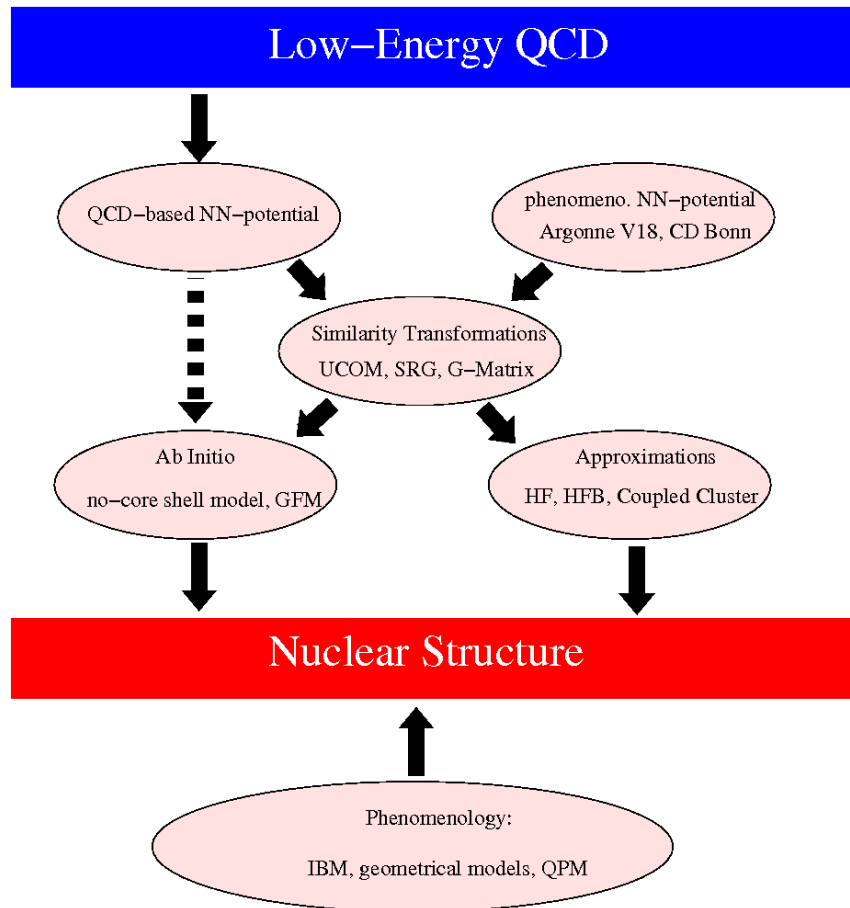 Low-Energy QCD
QCD-based NN-potential
phenomeno. NN-potential
Argonne V18, CD Bonn
Similarity Transformations
UCOM, SRG, G-Matrix
Ab Initio
no-core shell model, GFM
Approximations
HF, HFB, Coupled Cluster
Nuclear Structure
Phenomenology:
IBM, geometrical models, QPM